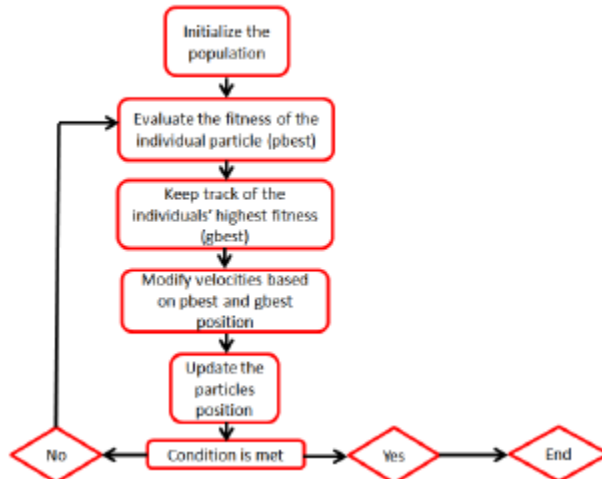 Initialize the
population
Evaluate the fitness of the
individual particle (pbest)
Keep track of the
individuals' highest fitness
(gbest)
Modify velocities based
on pbest and gbest
position
Update the
particles position
No
Condition is met
Yes
End